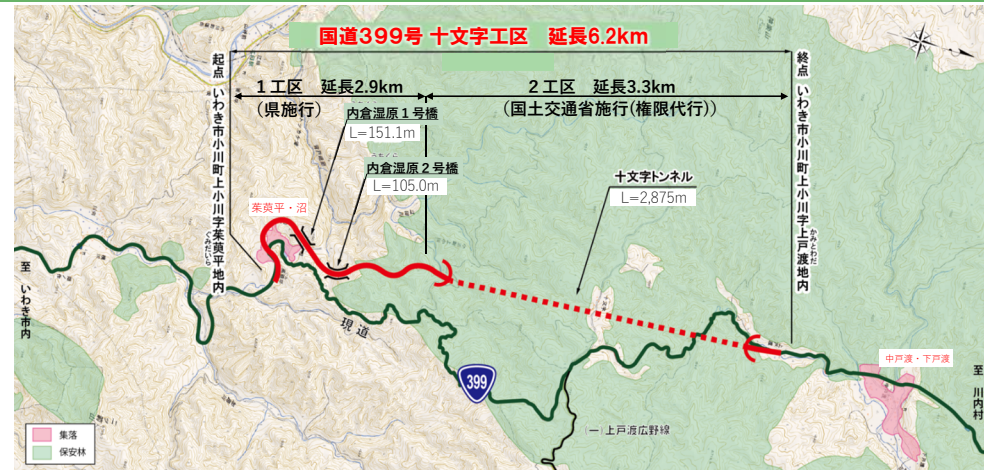 国道399号 十文字工区　延長6.2km
1工区　延長2.9km
（県施行）
2工区　延長3.3km
（国土交通省施行(権限代行)）
起点 いわき市小川町上小川字茱萸平地内
ぐみだいら
終点 いわき市小川町上小川字上戸渡地内
かみとわだ
内倉湿原1号橋
L=151.1m
内倉湿原2号橋
L=105.0m
十文字トンネル
L=2,875m
茱萸平・沼
至 いわき市内
現道
399
中戸渡・下戸渡
至 川内村
(一)上戸渡広野線
集落
保安林